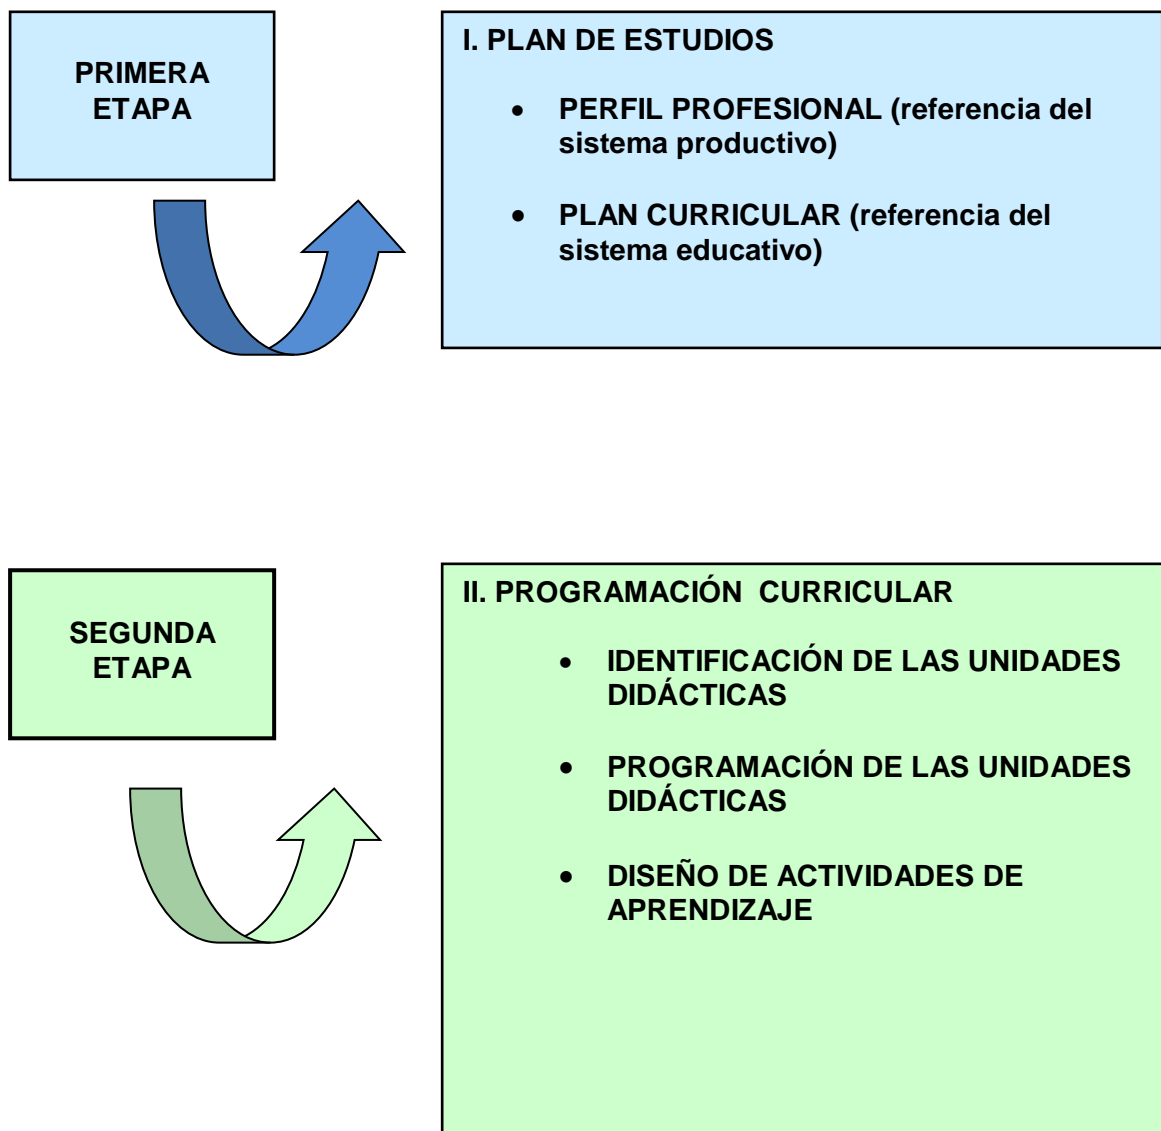 PRIMERA
ETAPA
I. PLAN DE ESTUDIOS
• PERFIL PROFESIONAL (referencia del
sistema productivo)
• PLAN CURRICULAR (referencia del
sistema educativo)
SEGUNDA
ETAPA
II. PROGRAMACIÓN  CURRICULAR
• IDENTIFICACIÓN DE LAS UNIDADES
DIDÁCTICAS
• PROGRAMACIÓN DE LAS UNIDADES
DIDÁCTICAS
• DISEÑO DE ACTIVIDADES DE
APRENDIZAJE